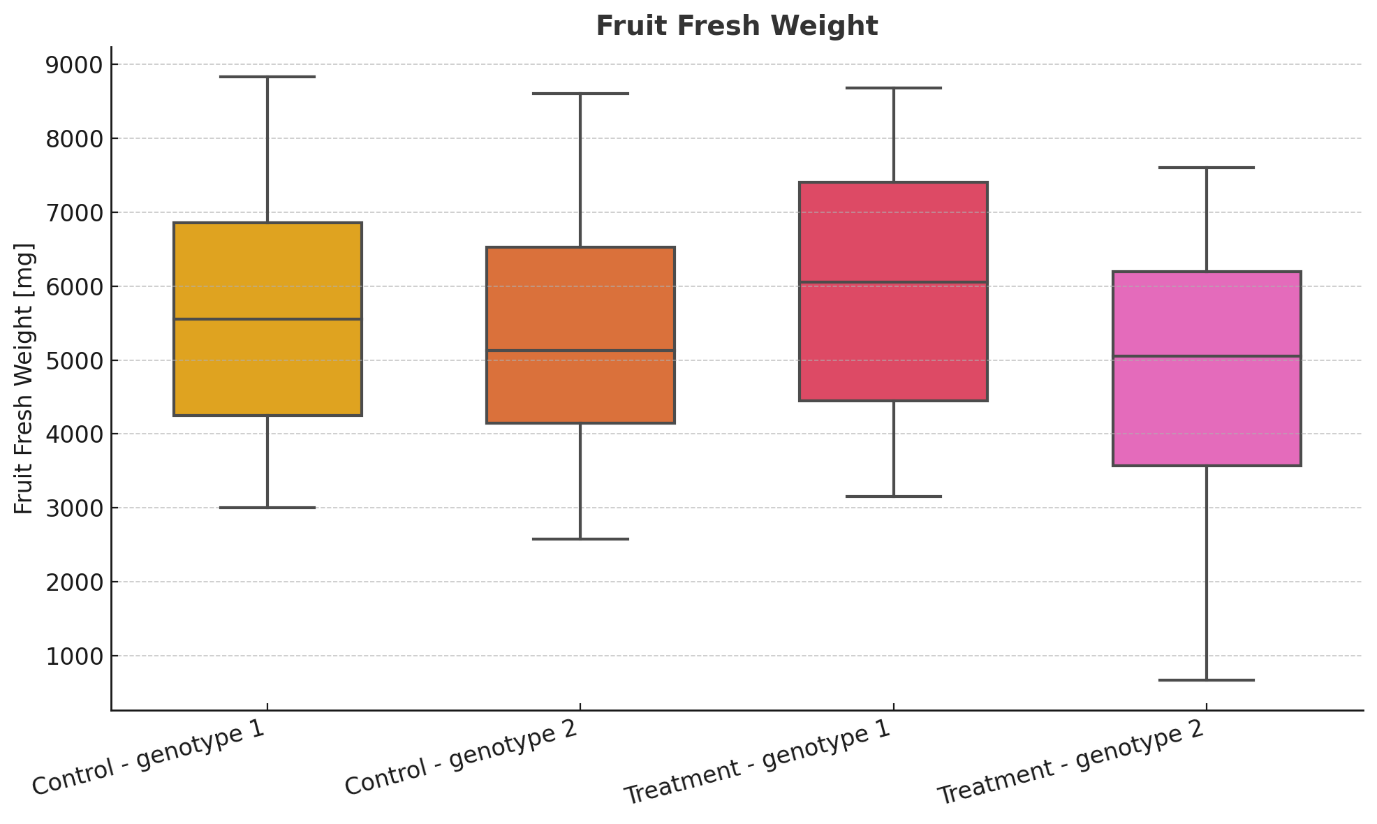 Fruit Fresh Weight
Fruit Fresh Weight [mg]
9000
8000
7000
6000
5000
4000
3000
2000
1000
Control - genotype 1
Control - genotype 2
Treatment - genotype 1
Treatment - genotype 2